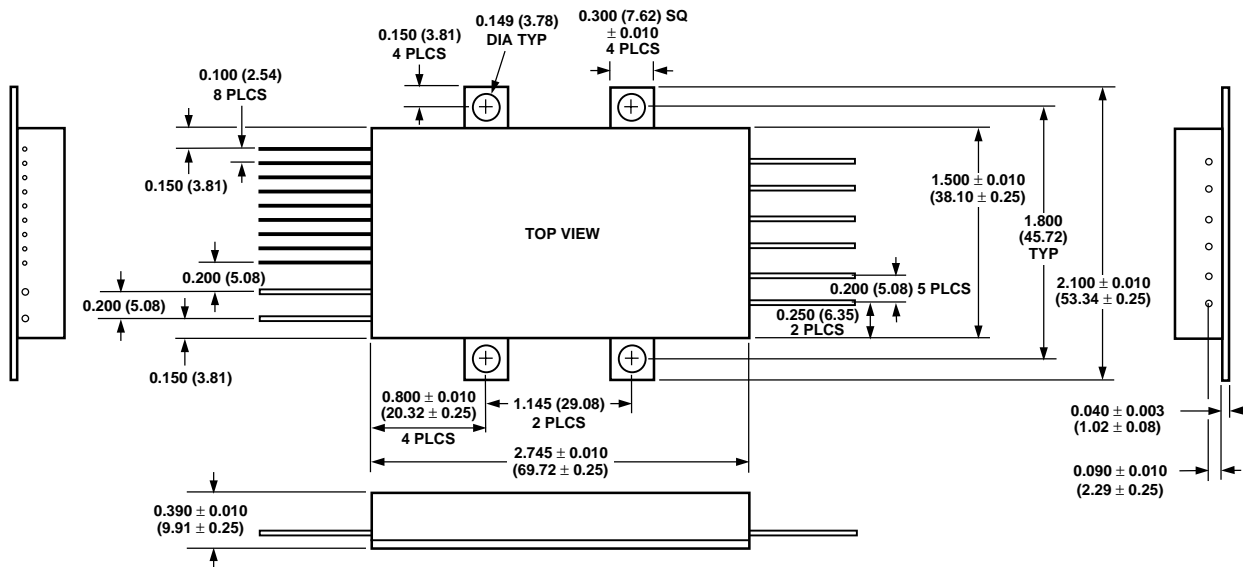 0.149 (3.78)
DIA TYP
0.300 (7.62) SQ
± 0.010
4 PLCS
0.150 (3.81)
4 PLCS
0.100 (2.54)
8 PLCS
0.150 (3.81)
0.200 (5.08)
0.200 (5.08)
0.150 (3.81)
TOP VIEW
1.500 ± 0.010
(38.10 ± 0.25)
1.800
(45.72)
TYP
2.100 ± 0.010
(53.34 ± 0.25)
0.200 (5.08) 5 PLCS
0.250 (6.35)
2 PLCS
0.800 ± 0.010
(20.32 ± 0.25)
4 PLCS
1.145 (29.08)
2 PLCS
2.745 ± 0.010
(69.72 ± 0.25)
0.040 ± 0.003
(1.02 ± 0.08)
0.090 ± 0.010
(2.29 ± 0.25)
0.390 ± 0.010
(9.91 ± 0.25)